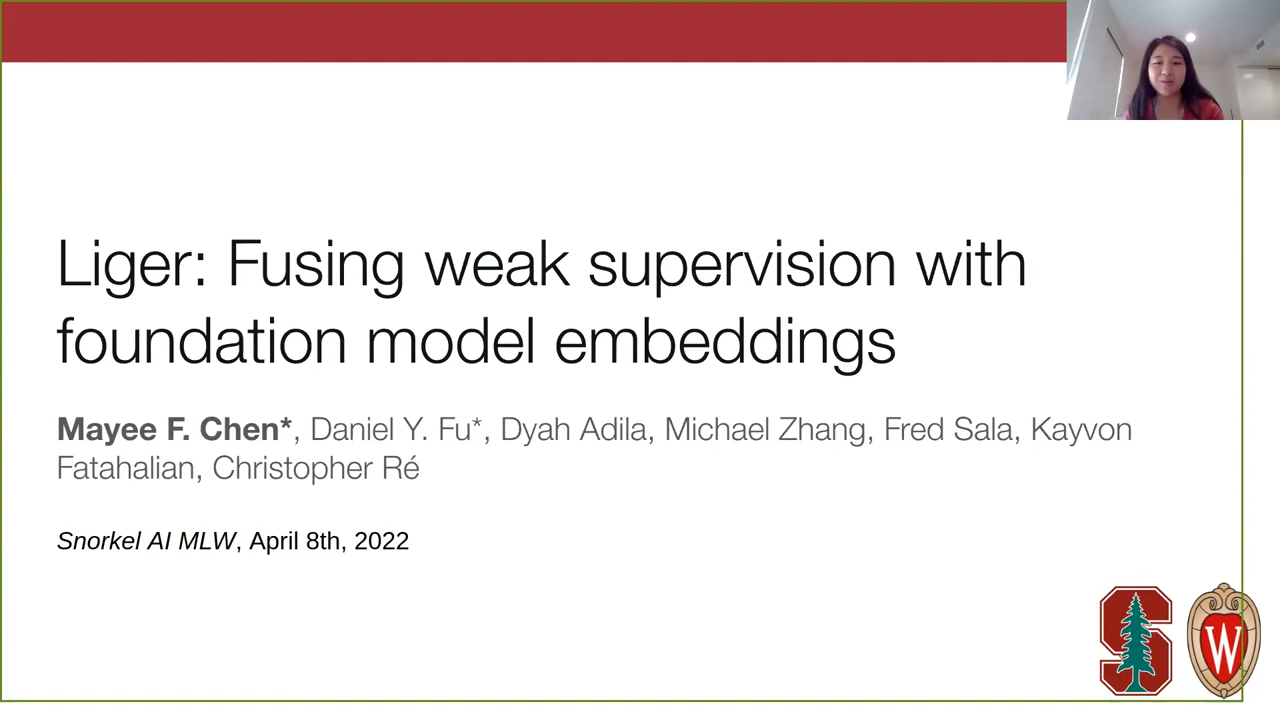 Liger: Fusing weak supervision with
foundation model embeddings
Mayee F. Chen*, Daniel Y. Fu*, Dyah Adila, Michael Zhang, Fred Sala, Kayvon
Fatahalian, Christopher Ré
Snorkel AI MLW, April 8th, 2022
S
W